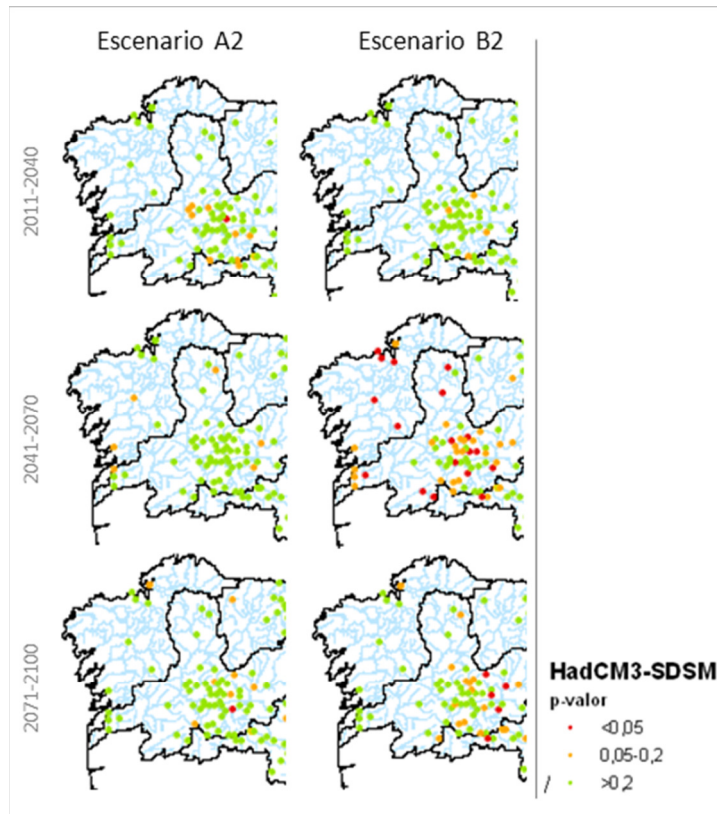 Escenario A2
Escenario B2
2011-2040
2041-2070
2071-2100
HadCM3-SDSM
p-valor
<0,05
0,05-0,2
>0,2